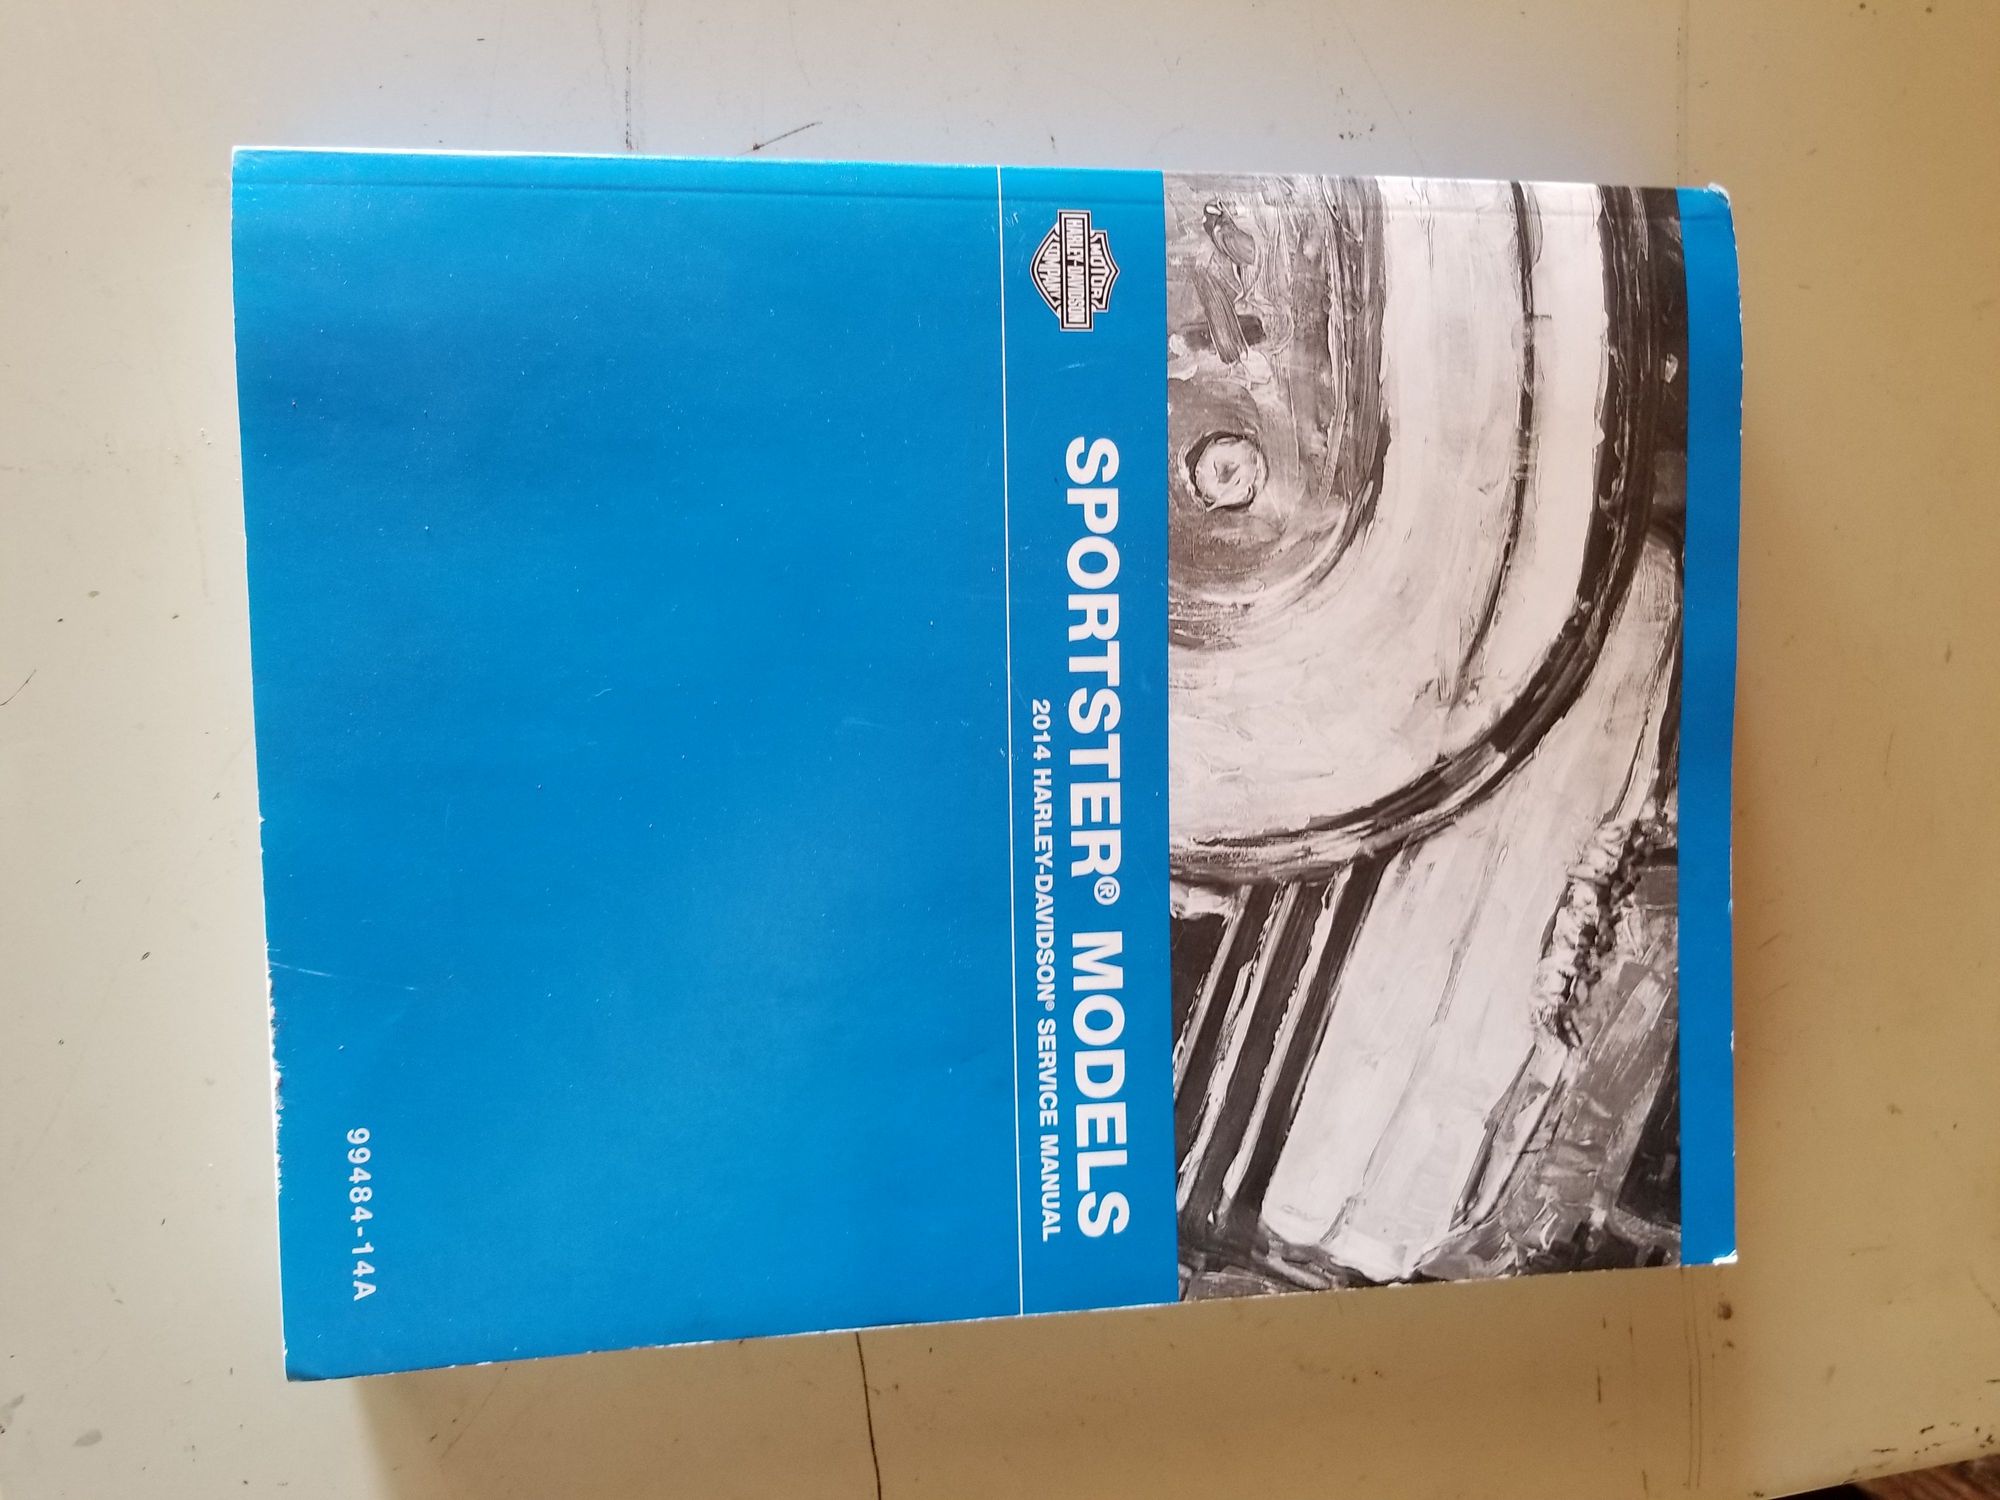 MOTOR
HARLEY-DAVIDSON
COMPANY
SPORTSTER® MODELS
2014 HARLEY-DAVIDSON® SERVICE MANUAL
99484-14A